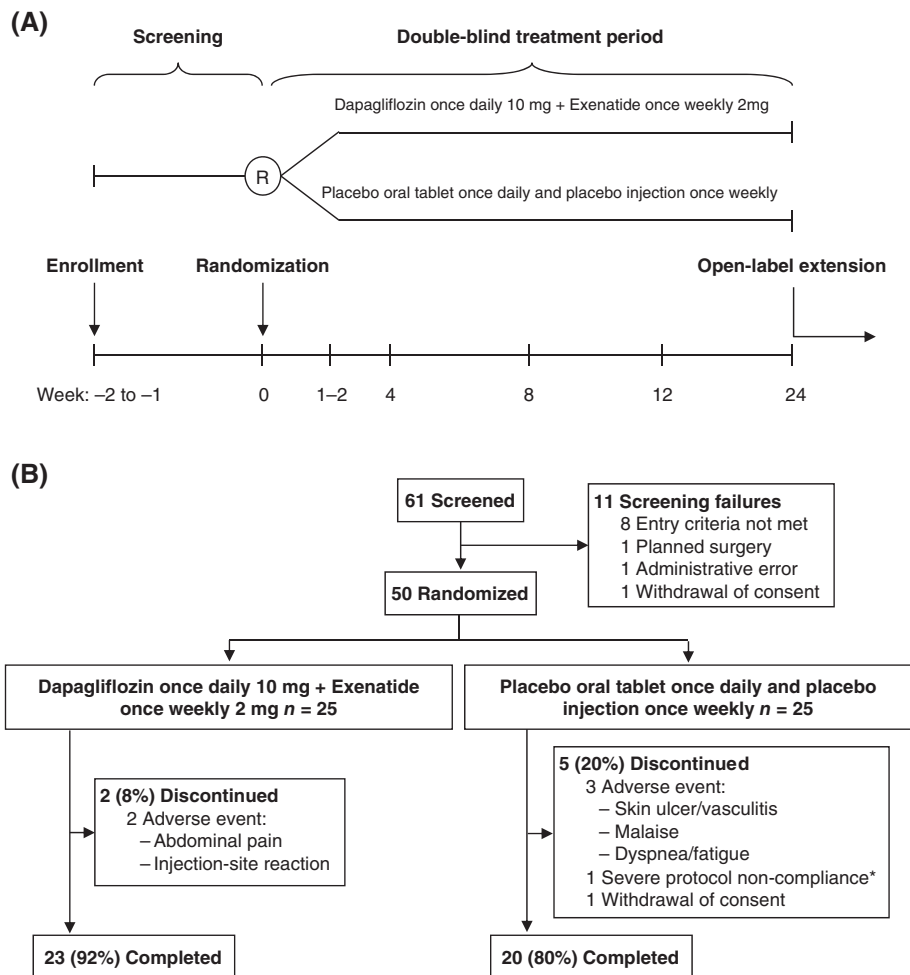 (A)
Screening
Double-blind treatment period
Dapagliflozin once daily 10 mg + Exenatide once weekly 2mg
R
Placebo oral tablet once daily and placebo injection once weekly
Enrollment
Randomization
Open-label extension
Week: –2 to –1
0
1–2
4
8
12
24
(B)
61 Screened
11 Screening failures
8 Entry criteria not met
1 Planned surgery
1 Administrative error
1 Withdrawal of consent
50 Randomized
Dapagliflozin once daily 10 mg + Exenatide
once weekly 2 mg n = 25
Placebo oral tablet once daily and placebo
injection once weekly n = 25
2 (8%) Discontinued
2 Adverse event:
– Abdominal pain
– Injection-site reaction
5 (20%) Discontinued
3 Adverse event:
– Skin ulcer/vasculitis
– Malaise
– Dyspnea/fatigue
1 Severe protocol non-compliance*
1 Withdrawal of consent
23 (92%) Completed
20 (80%) Completed